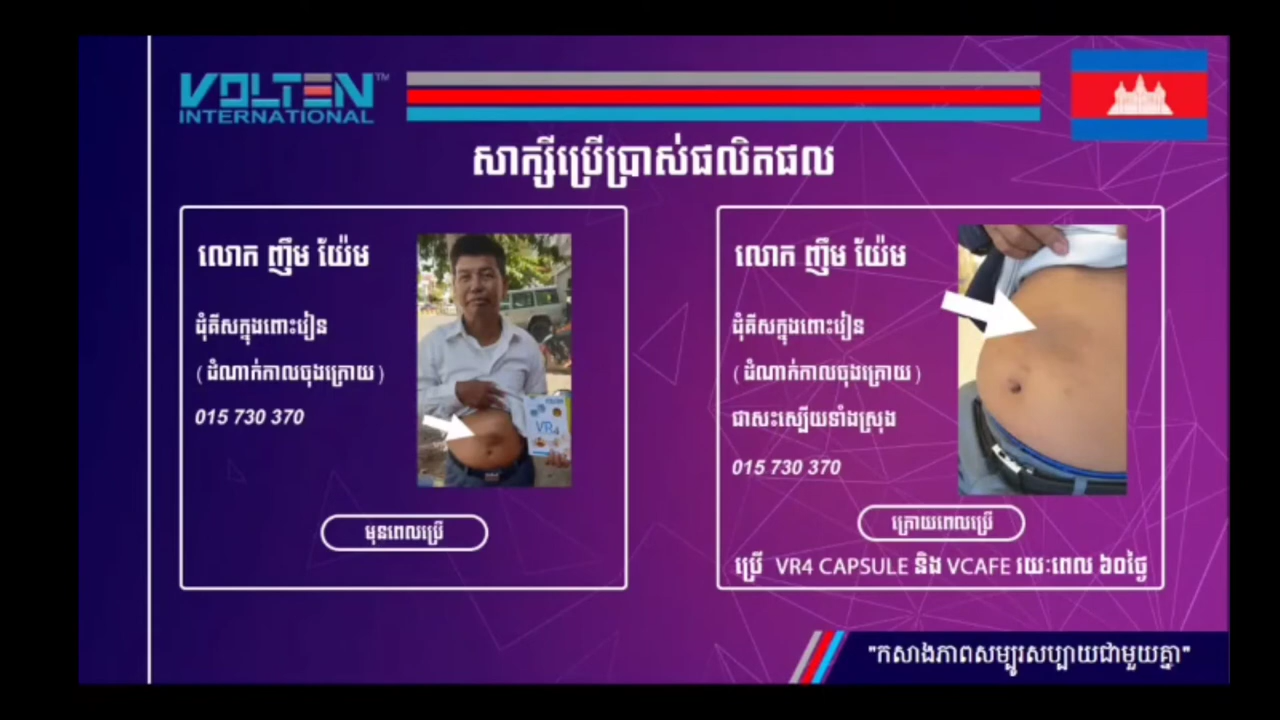 VOLTEN™
INTERNATIONAL
សាក្សីប្រើប្រាស់ផលិតផល
លោក ញឹម យ៉ែម
ដុំគីសក្នុងពោះវៀន
(ដំណាក់កាលចុងក្រោយ)
015 730 370
VR4
មុនពេលប្រើ
លោក ញឹម យ៉ែម
ដុំគីសក្នុងពោះវៀន
(ដំណាក់កាលចុងក្រោយ)
ជាសះស្បើយទាំងស្រុង
015 730 370
ក្រោយពេលប្រើ
ប្រើ VR4 CAPSULE និង VCAFE រយៈពេល ៦០ថ្ងៃ
"កសាងភាពសម្បូរសប្បាយជាមួយគ្នា"